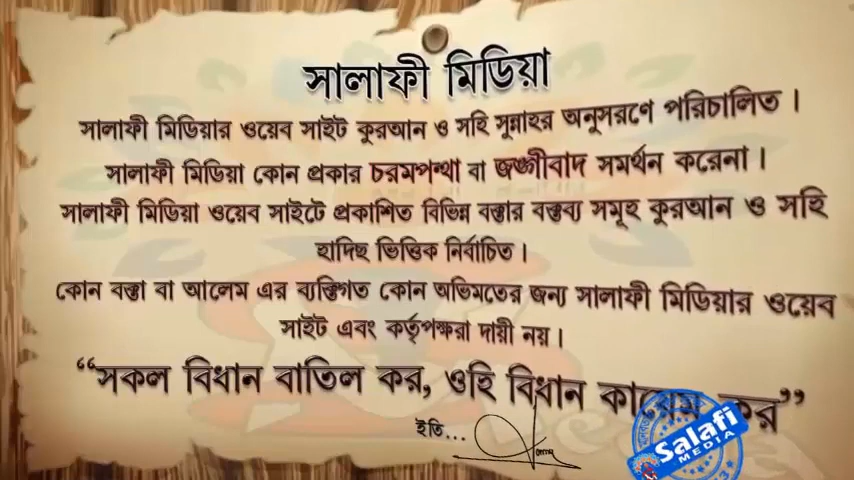 সালাফী মিডিয়া
সালাফী মিডিয়ার ওয়েব সাইট কুরআন ও সহি সুন্নাহর অনুসরণে পরিচালিত ।
সালাফী মিডিয়া কোন প্রকার চরমপন্থা বা জঙ্গীবাদ সমর্থন করেনা ।
সালাফী মিডিয়া ওয়েব সাইটে প্রকাশিত বিভিন্ন বক্তার বক্তব্য সমূহ কুরআন ও সহি
হাদিছ ভিত্তিক নির্বাচিত ।
কোন বক্তা বা আলেম এর ব্যক্তিগত কোন অভিমতের জন্য সালাফী মিডিয়ার ওয়েব
সাইট এবং কর্তৃপক্ষরা দায়ী নয় ।
“সকল বিধান বাতিল কর, ওহি বিধান কায়েম কর”
ইতি...
Salafi
MEDIA